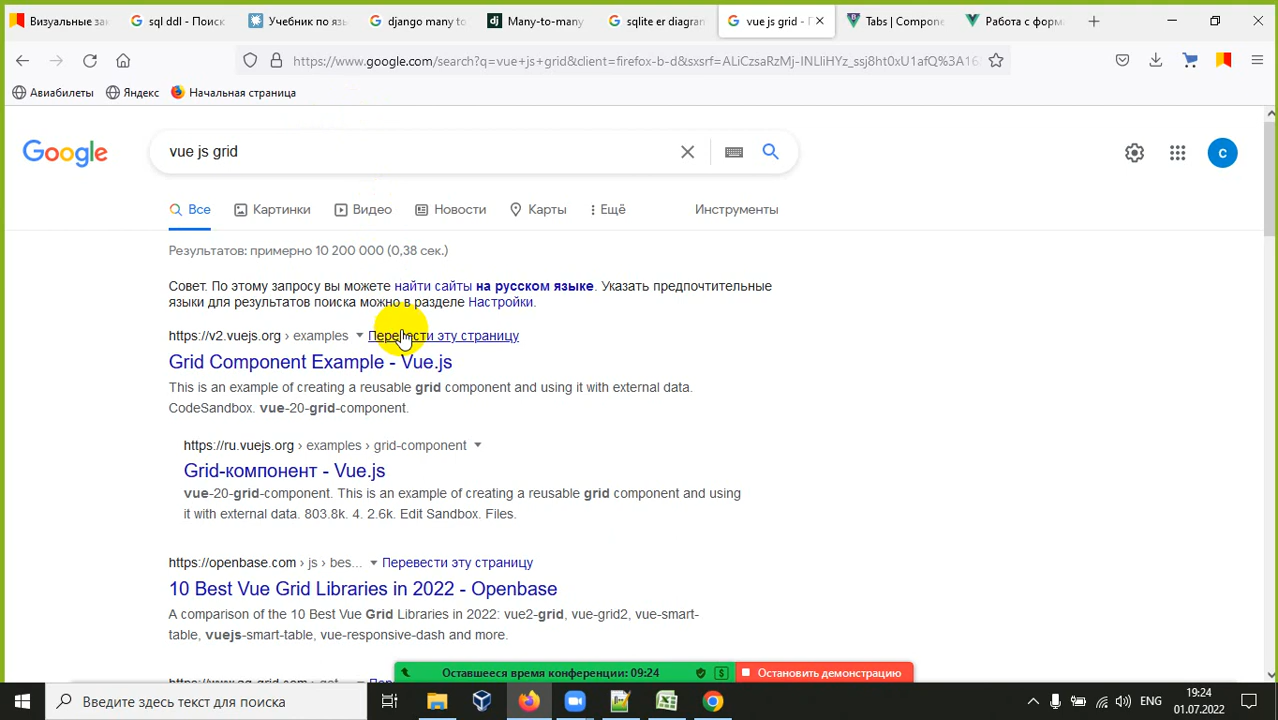 Визуальные зак
sql ddl - Поиск
Учебник по язы
django many to
Many-to-many
sqlite er diagram
vue js grid - П
Tabs | Compone
Работа с форм
https://www.google.com/search?q=vue+js+grid&client=firefox-b-d&sxsrf=ALiCzsaRzMj-INLliHYz_ssj8ht0xU1afQ%3A16
Авиабилеты
Яндекс
Начальная страница
Google
vue js grid
C
Все
Картинки
Видео
Новости
Карты
Ещё
Инструменты
Результатов: примерно 10 200 000 (0,38 сек.)
Совет. По этому запросу вы можете найти сайты на русском языке. Указать предпочтительные
языки для результатов поиска можно в разделе Настройки.
https://v2.vuejs.org › examples Перевести эту страницу
Grid Component Example - Vue.js
This is an example of creating a reusable grid component and using it with external data.
CodeSandbox. vue-20-grid-component.
https://ru.vuejs.org › examples › grid-component
Grid-компонент - Vue.js
vue-20-grid-component. This is an example of creating a reusable grid component and using
it with external data. 803.8k. 4. 2.6k. Edit Sandbox. Files.
https://openbase.com › js › bes... Перевести эту страницу
10 Best Vue Grid Libraries in 2022 - Openbase
A comparison of the 10 Best Vue Grid Libraries in 2022: vue2-grid, vue-grid2, vue-smart-
table, vuejs-smart-table, vue-responsive-dash and more.
Оставшееся время конференции: 09:24
Остановить демонстрацию
Введите здесь текст для поиска
ENG
19:24
01.07.2022